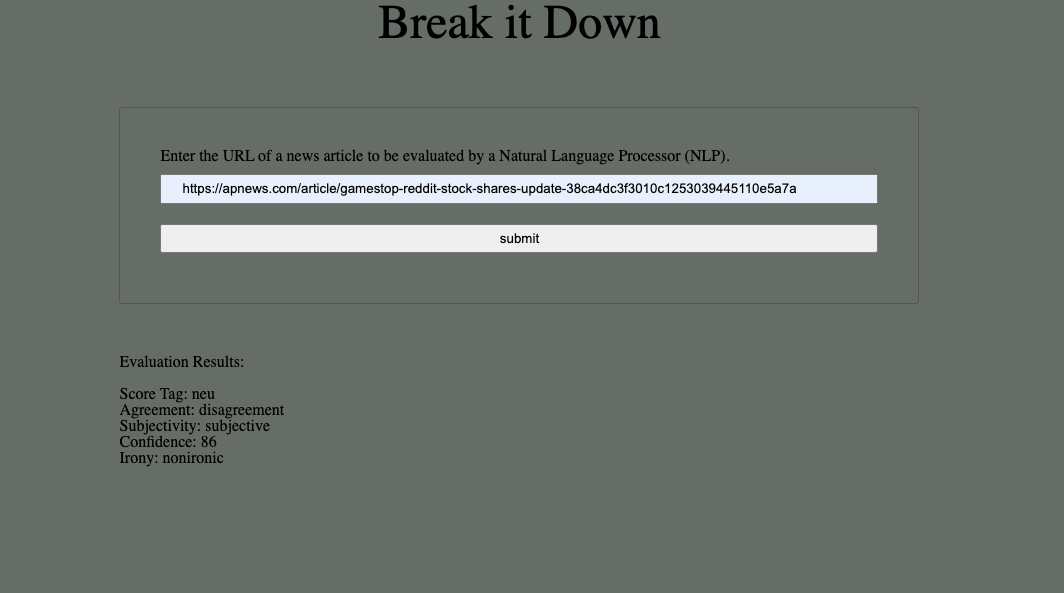 Break it Down
Enter the URL of a news article to be evaluated by a Natural Language Processor (NLP).
https://apnews.com/article/gamestop-reddit-stock-shares-update-38ca4dc3f3010c1253039445110e5a7a
submit
Evaluation Results:
Score Tag: neu
Agreement: disagreement
Subjectivity: subjective
Confidence: 86
Irony: nonironic